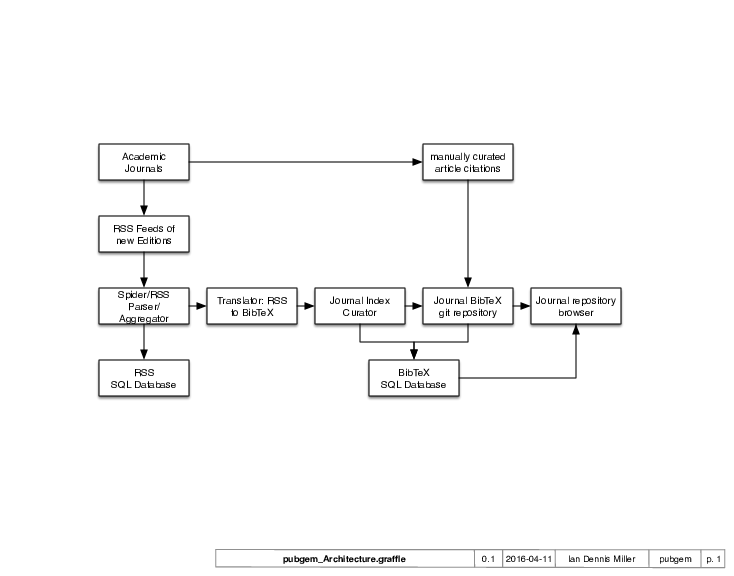 Academic
Journals
manually curated
article citations
RSS Feeds of
new Editions
Spider/RSS
Parser/
Aggregator
Translator: RSS
to BibTeX
Journal Index
Curator
Journal BibTeX
git repository
Journal repository
browser
RSS
SQL Database
BibTeX
SQL Database
pubgem_Architecture.graffle 0.1 2016-04-11 Ian Dennis Miller pubgem p. 1